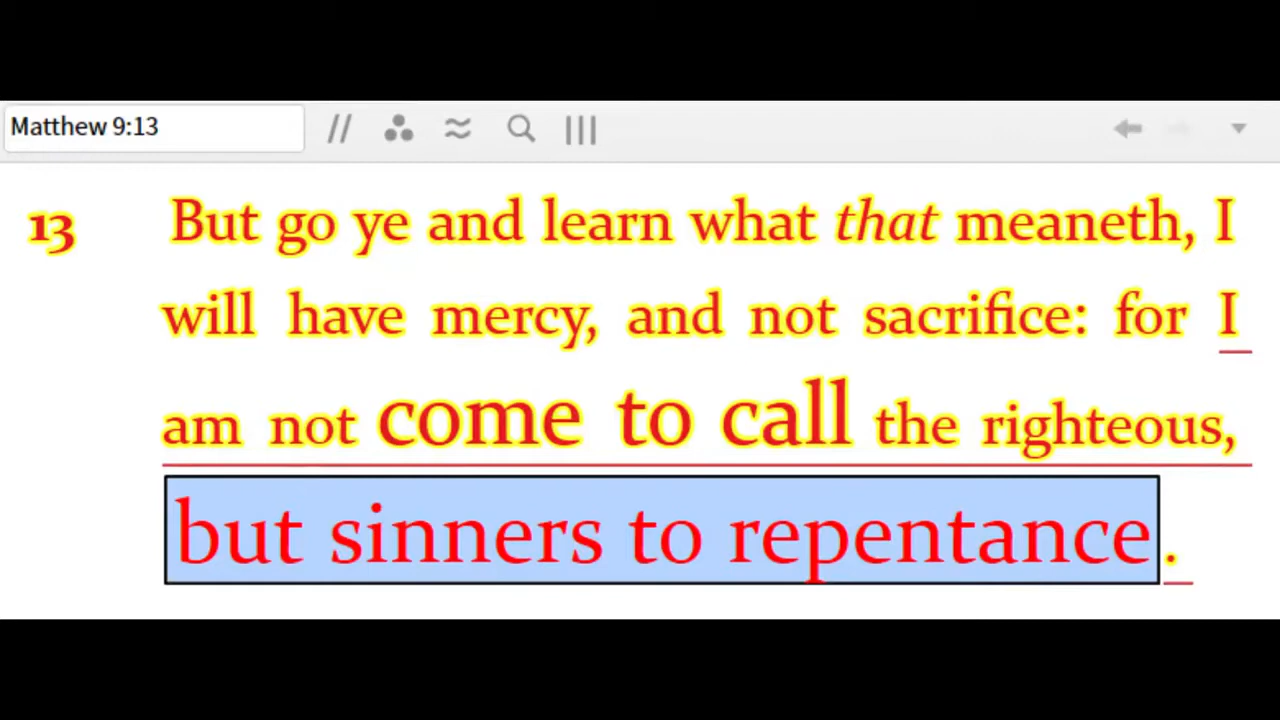 Matthew 9:13
13 But go ye and learn what that meaneth, I
will have mercy, and not sacrifice: for I
am not come to call the righteous,
but sinners to repentance.